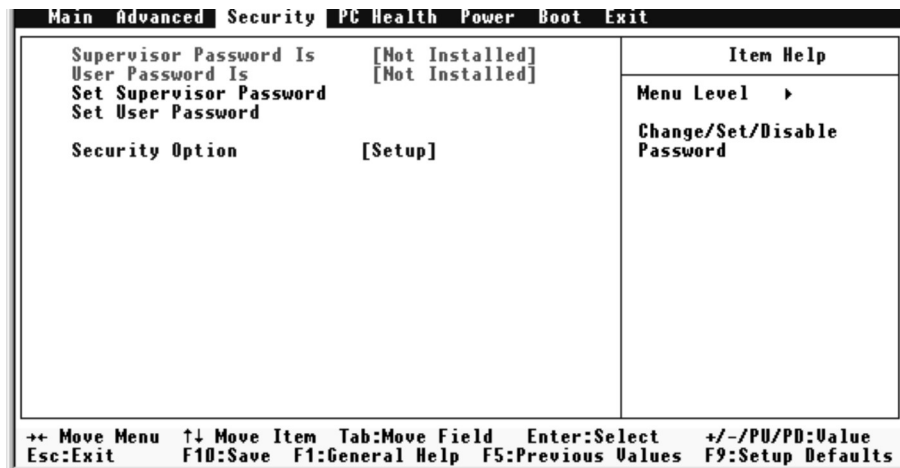 Main Advanced Security PC Health Power Boot Exit
Supervisor Password Is [Not Installed]
User Password Is [Not Installed]
Set Supervisor Password
Set User Password
Security Option [Setup]
Item Help
Menu Level ▸
Change/Set/Disable
Password
→← Move Menu ↑↓ Move Item Tab:Move Field Enter:Select +/-/PU/PD:Value
Esc:Exit F10:Save F1:General Help F5:Previous Values F9:Setup Defaults